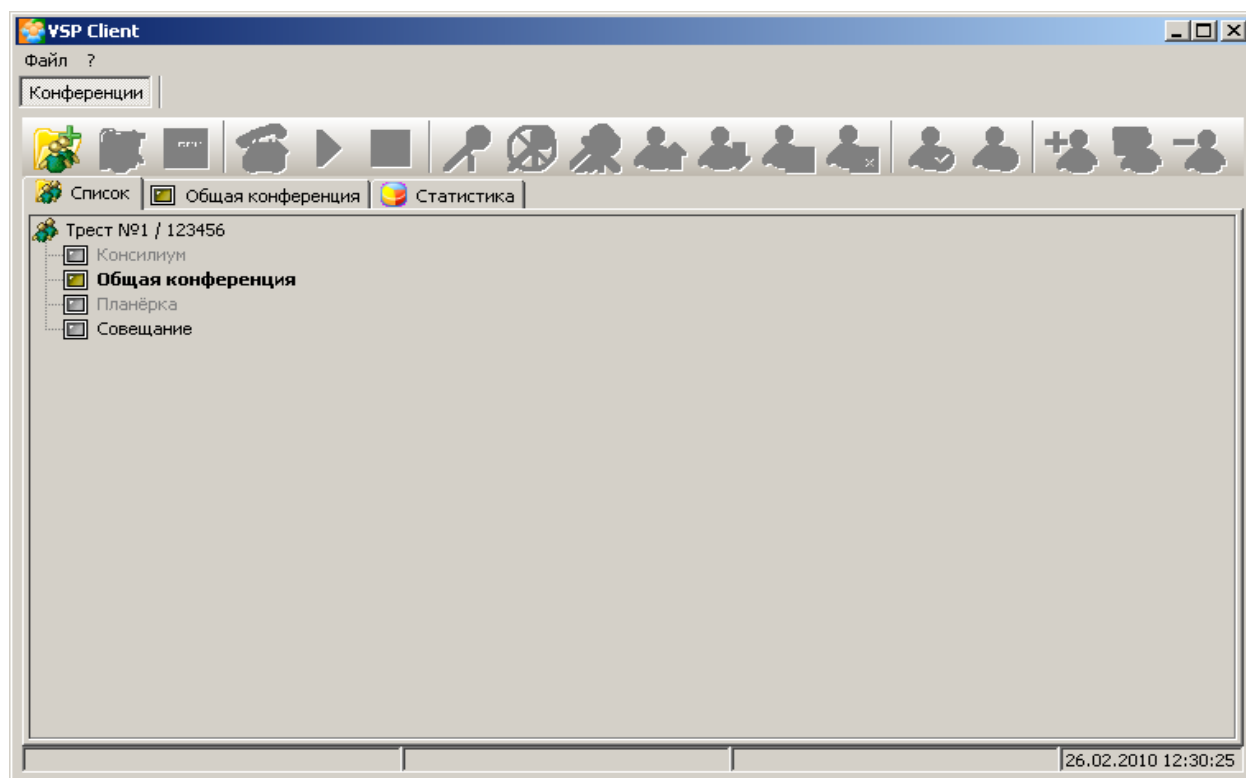 VSP Client
Файл ?
Конференции
Список Общая конференция Статистика
Трест №1 / 123456
Консилиум
Общая конференция
Планёрка
Совещание
26.02.2010 12:30:25